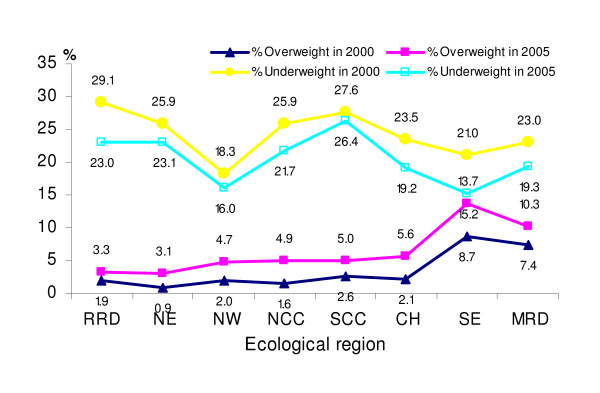 %
% Overweight in 2000 % Overweight in 2005
% Underweight in 2000 % Underweight in 2005
35
30
25
20
15
10
5
0
29.1 25.9 18.3 25.9 27.6 23.5 21.0 23.0
23.0 23.1 16.0 21.7 26.4 19.2 15.2 19.3
3.3 3.1 4.7 4.9 5.0 5.6 13.7 10.3
1.9 0.9 2.0 1.6 2.6 2.1 8.7 7.4
RRD NE NW NCC SCC CH SE MRD
Ecological region